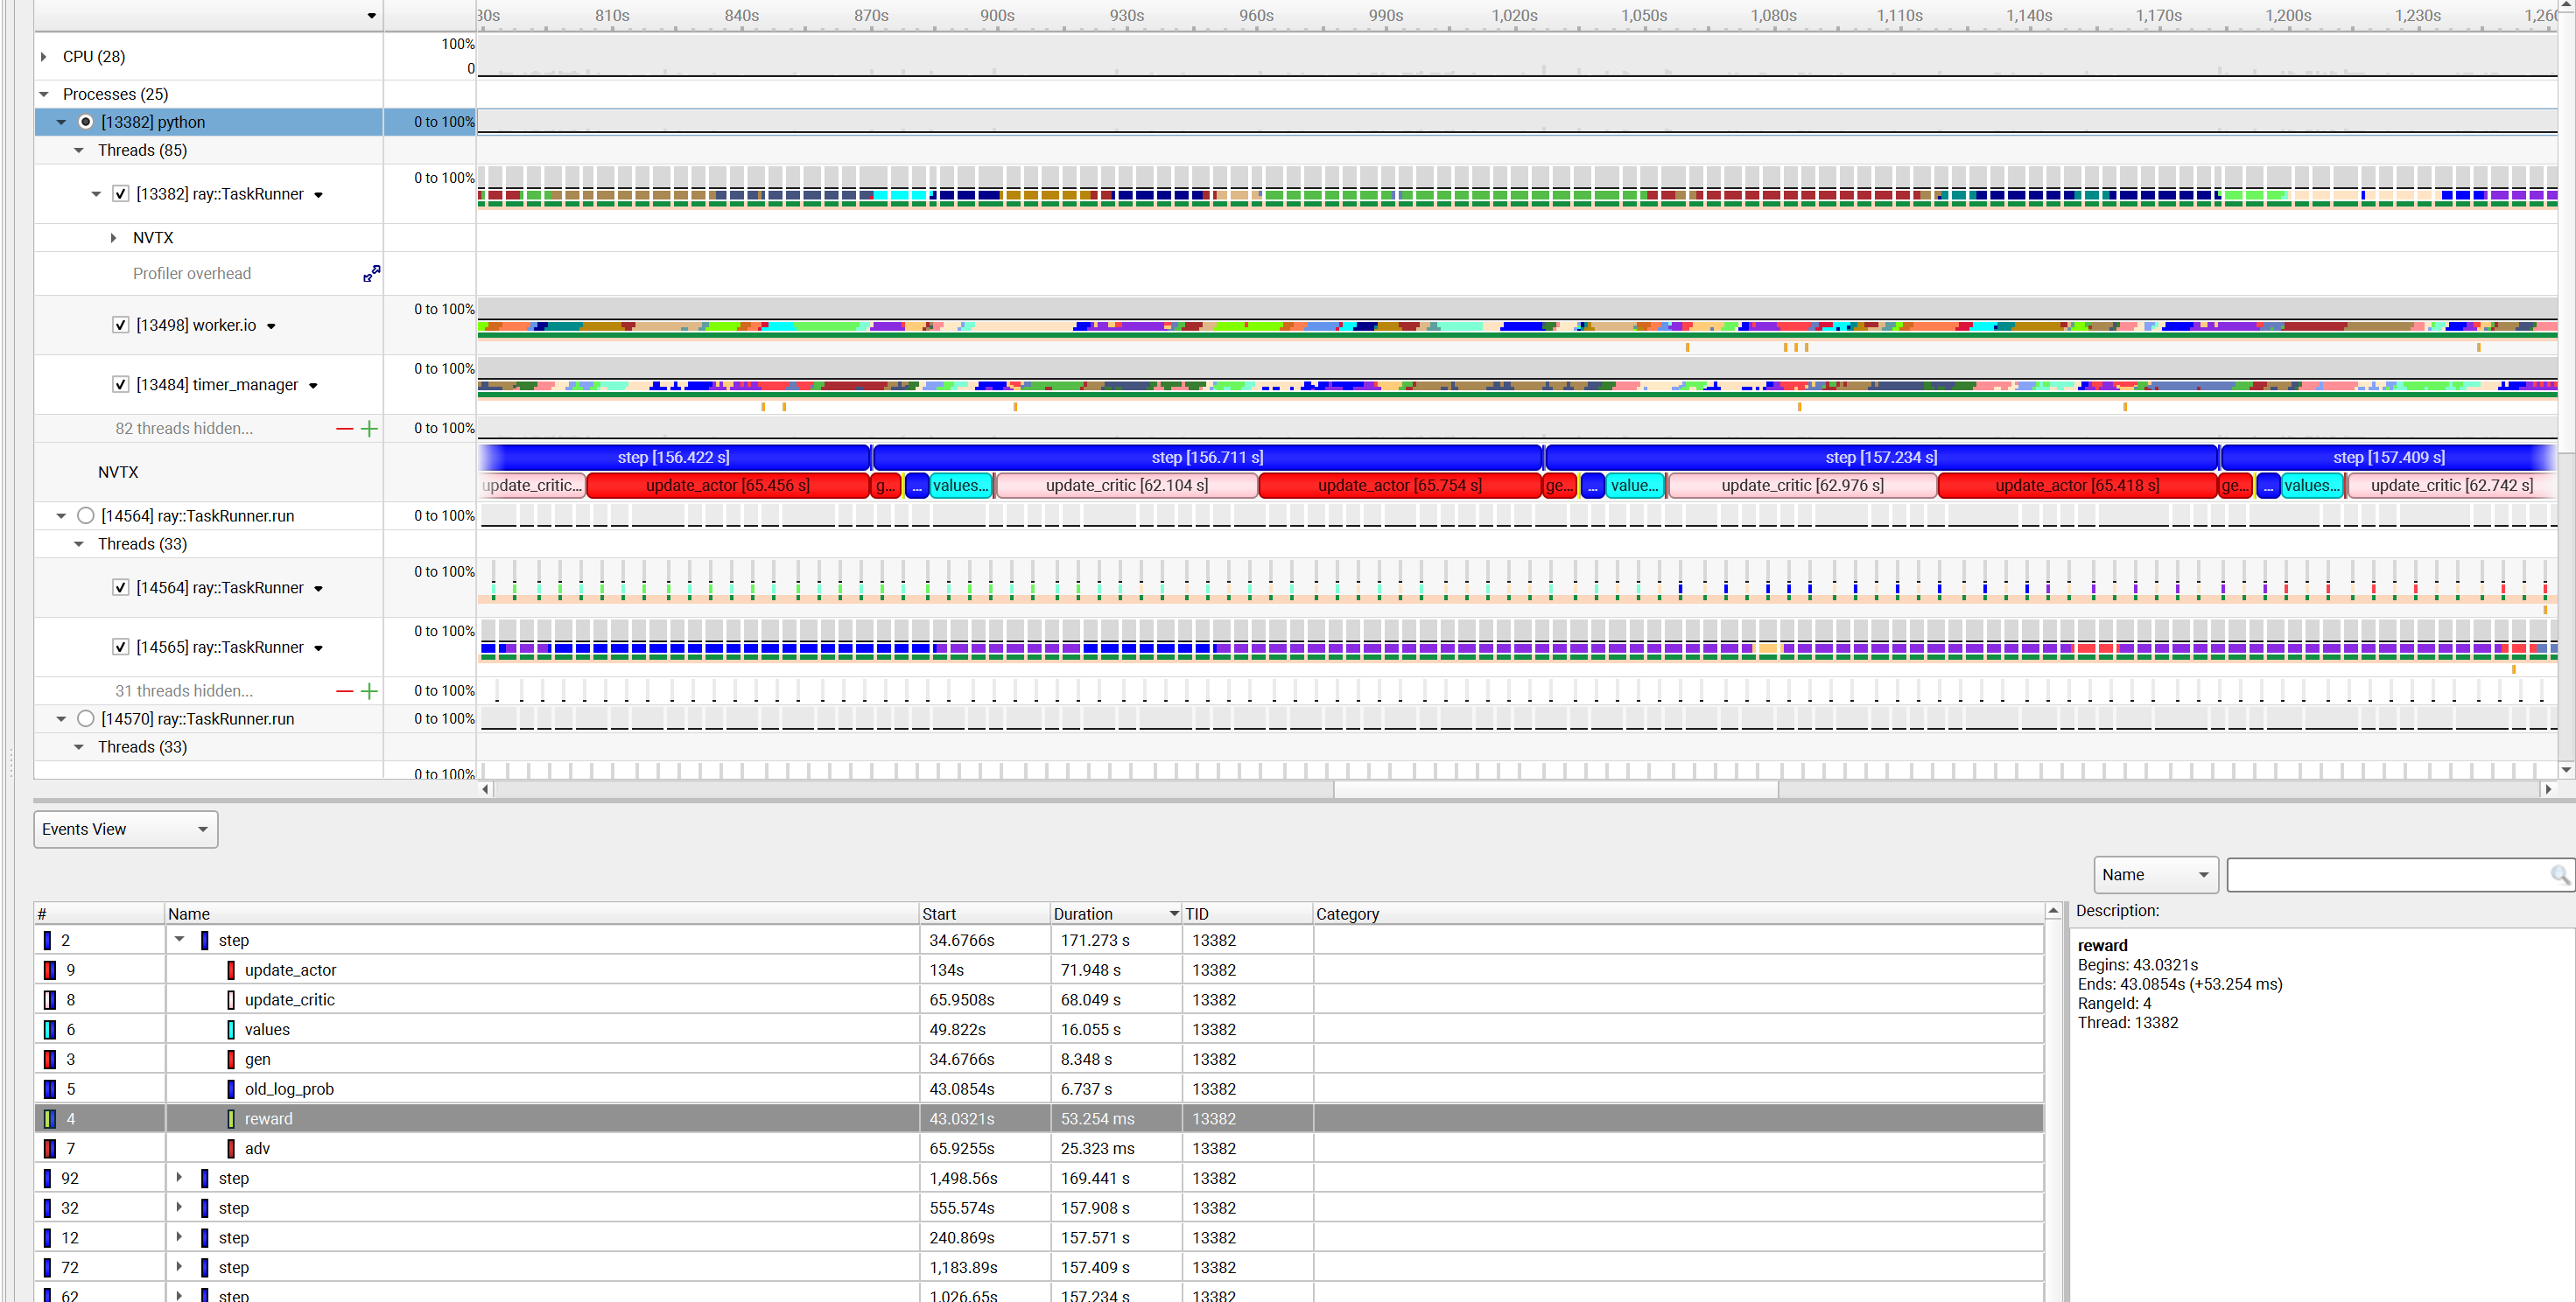 810s 840s 870s 900s 930s 960s 990s 1,020s 1,050s 1,080s 1,110s 1,140s 1,170s 1,200s 1,230s
CPU (28) 100%
0
Processes (25)
[13382] python 0 to 100%
Threads (85)
[13382] ray::TaskRunner 0 to 100%
NVTX
Profiler overhead
[13498] worker.io 0 to 100%
[13484] timer_manager 0 to 100%
82 threads hidden... 0 to 100%
NVTX
step [156.422 s] step [156.711 s] step [157.234 s] step [157.409 s]
update_critic... update_actor [65.456 s] g... ... values... update_critic [62.104 s] update_actor [65.754 s] ge... ... value... update_critic [62.976 s] update_actor [65.418 s] ge... ... values... update_critic [62.742 s]
[14564] ray::TaskRunner.run 0 to 100%
Threads (33)
[14564] ray::TaskRunner 0 to 100%
[14565] ray::TaskRunner 0 to 100%
31 threads hidden... 0 to 100%
[14570] ray::TaskRunner.run 0 to 100%
Threads (33)
0 to 100%
Events View
Name
# Name Start Duration TID Category
2 step 34.6766s 171.273 s 13382
9 update_actor 134s 71.948 s 13382
8 update_critic 65.9508s 68.049 s 13382
6 values 49.822s 16.055 s 13382
3 gen 34.6766s 8.348 s 13382
5 old_log_prob 43.0854s 6.737 s 13382
4 reward 43.0321s 53.254 ms 13382
7 adv 65.9255s 25.323 ms 13382
92 step 1,498.56s 169.441 s 13382
32 step 555.574s 157.908 s 13382
12 step 240.869s 157.571 s 13382
72 step 1,183.89s 157.409 s 13382
62 step 1,026.65s 157.234 s 13382
Description:
reward
Begins: 43.0321s
Ends: 43.0854s (+53.254 ms)
RangeId: 4
Thread: 13382